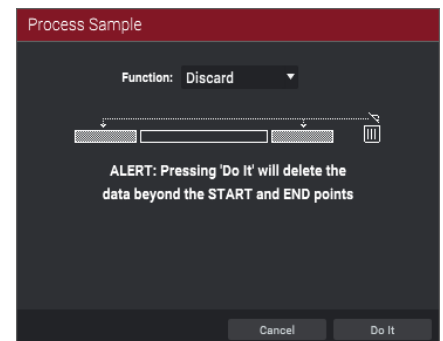 Process Sample
Function: Discard
ALERT: Pressing 'Do It' will delete the
data beyond the START and END points
Cancel Do It